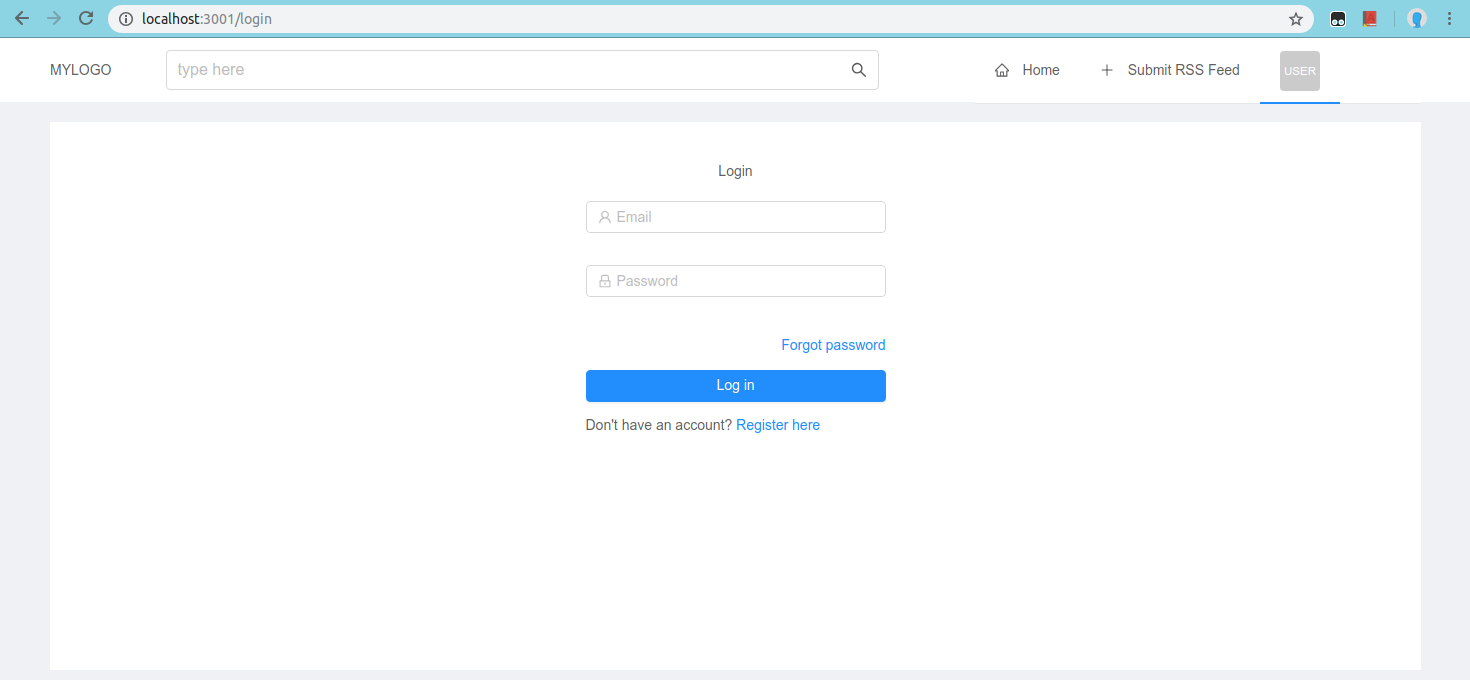 localhost:3001/login
MYLOGO
type here
Home
Submit RSS Feed
USER
Login
Email
Password
Forgot password
Log in
Don't have an account? Register here